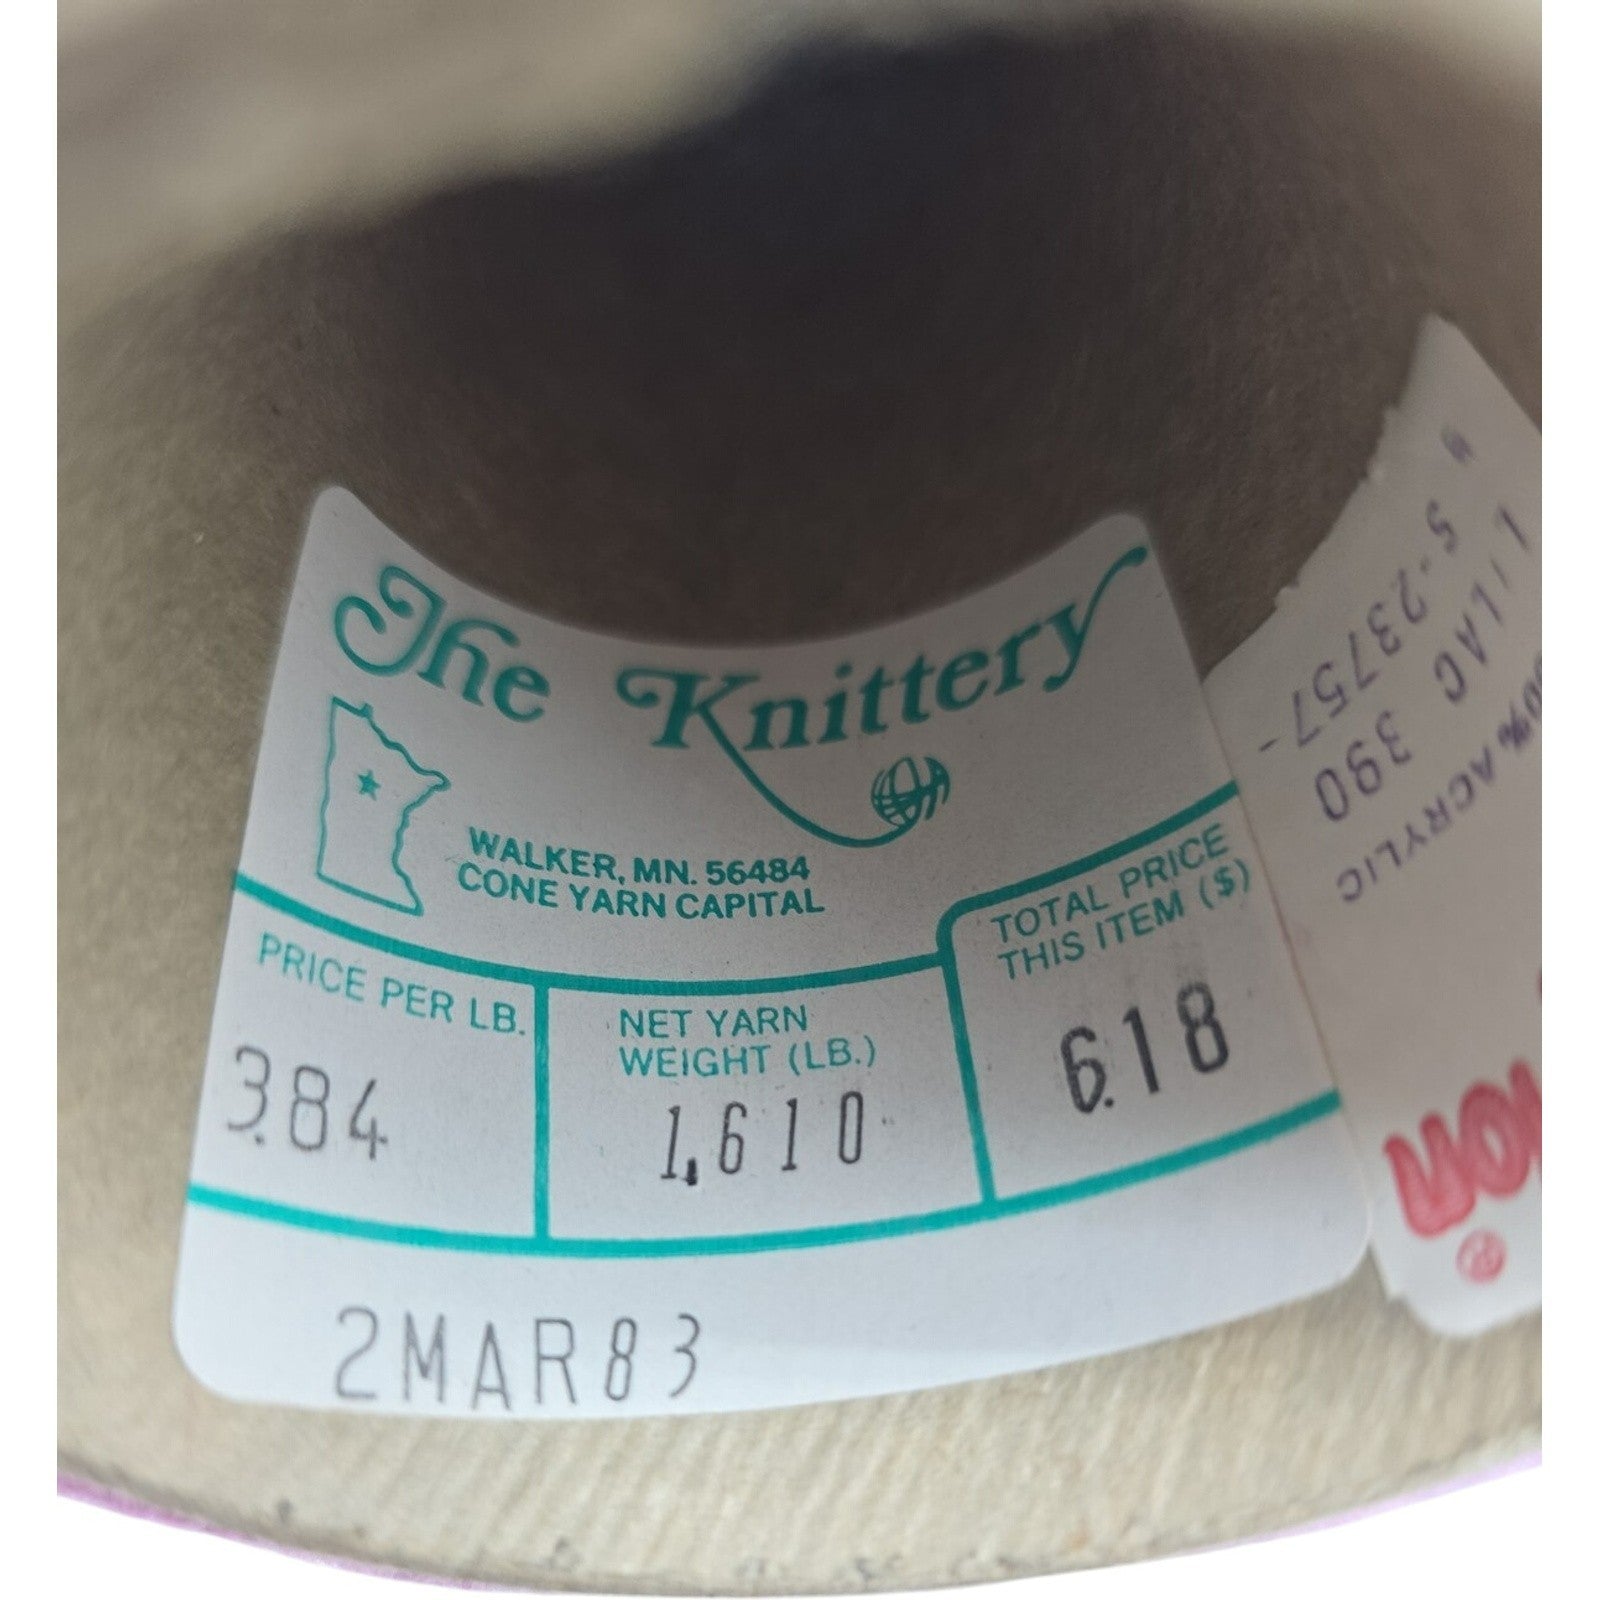 The Knittery
WALKER, MN. 56484
CONE YARN CAPITAL
PRICE PER LB.
3.84
NET YARN
WEIGHT (LB.)
1.610
TOTAL PRICE
THIS ITEM ($)
6.18
2MAR83
5-23757-
LILAC 390
ACRYLIC
®